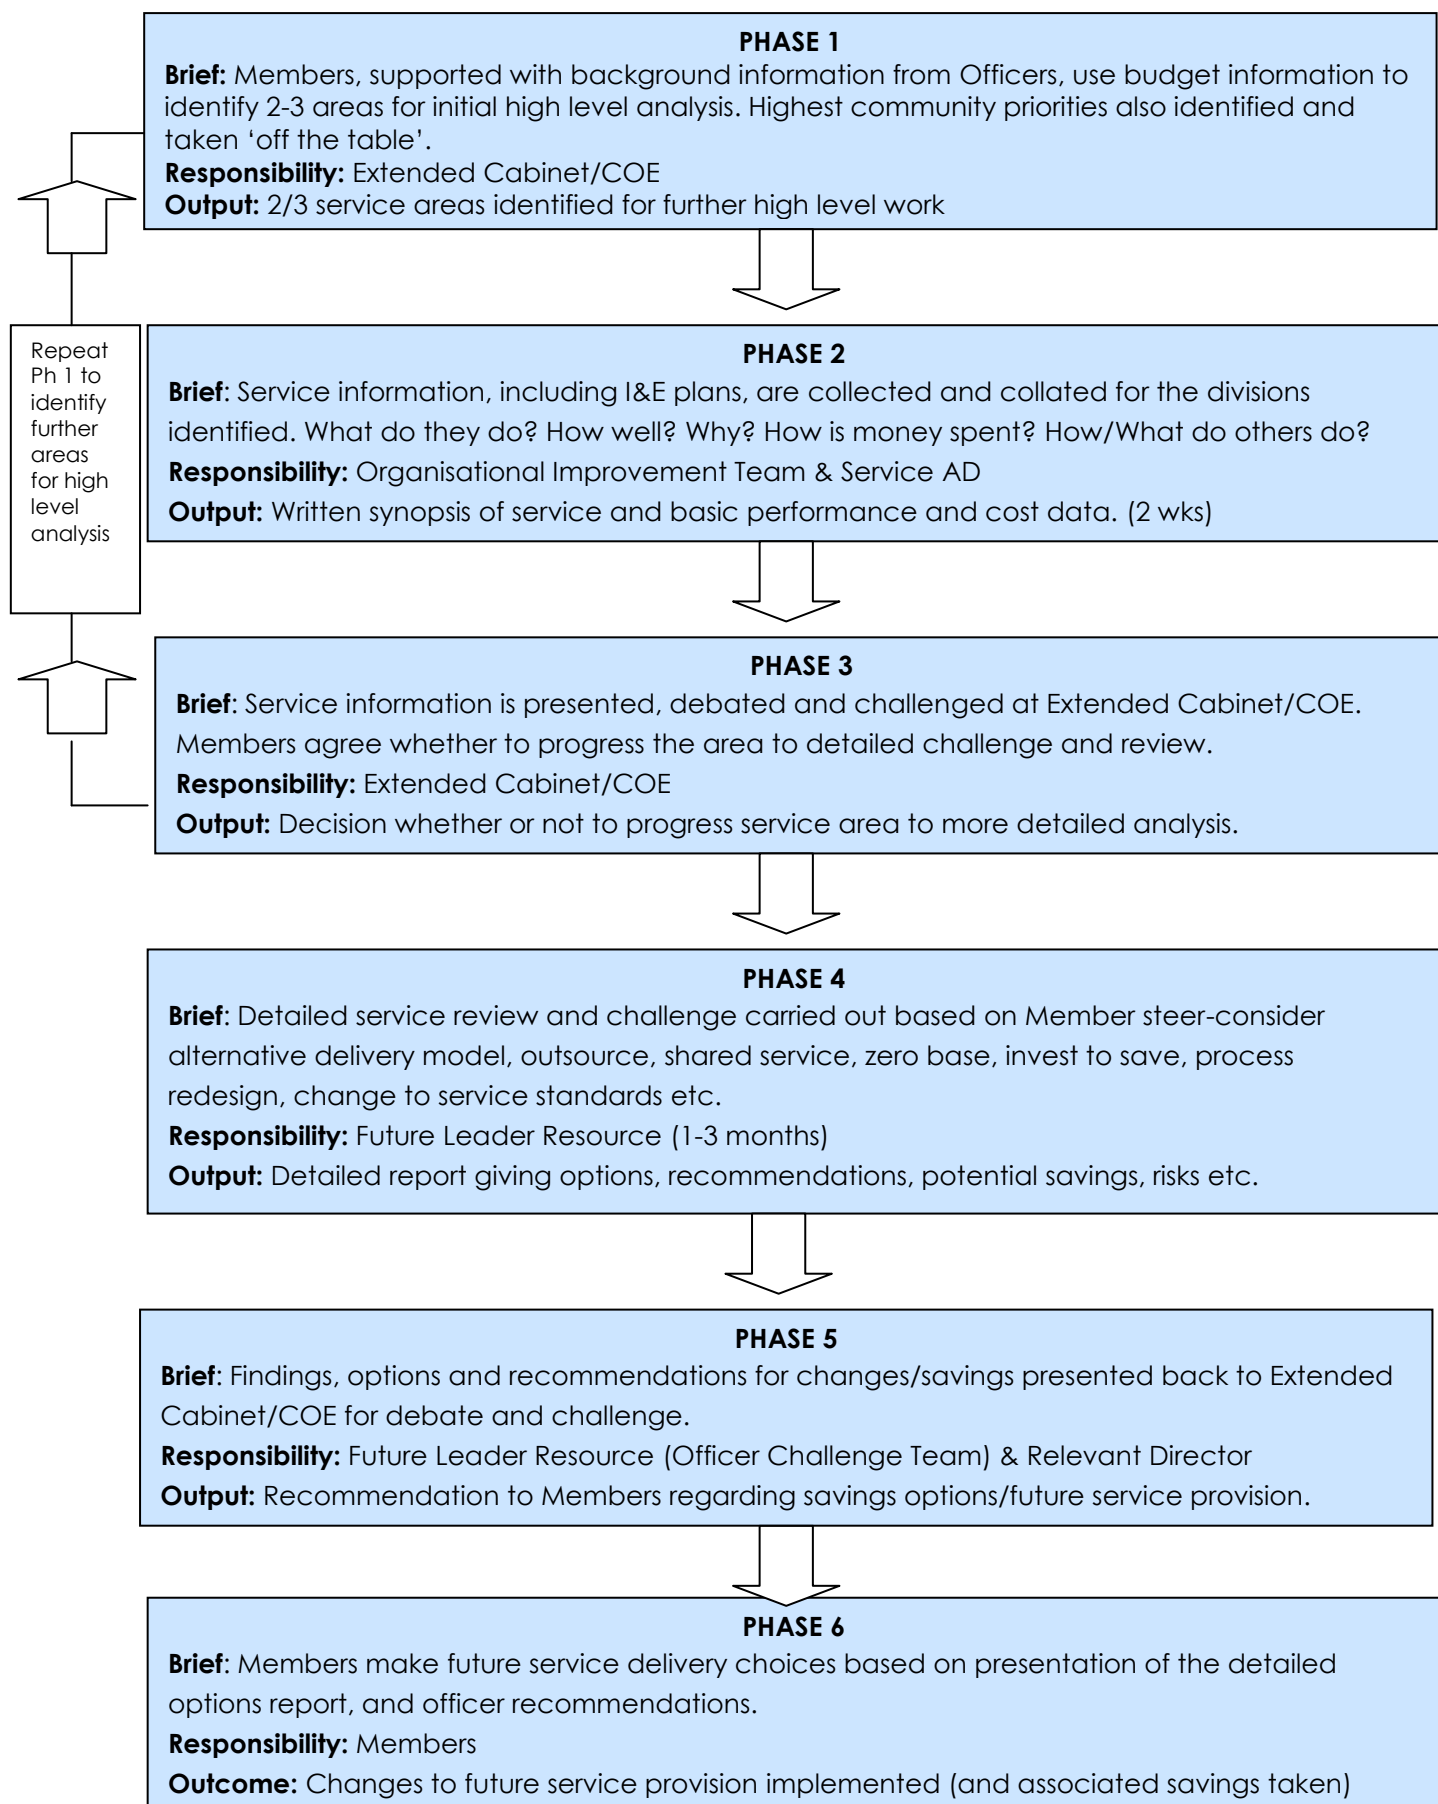 PHASE 1
Brief: Members, supported with background information from Officers, use budget information to
identify 2-3 areas for initial high level analysis. Highest community priorities also identified and
taken ‘off the table’.
Responsibility: Extended Cabinet/COE
Output: 2/3 service areas identified for further high level work
Repeat
Ph 1 to
identify
further
areas
for high
level
analysis
PHASE 2
Brief: Service information, including I&E plans, are collected and collated for the divisions
identified. What do they do? How well? Why? How is money spent? How/What do others do?
Responsibility: Organisational Improvement Team & Service AD
Output: Written synopsis of service and basic performance and cost data. (2 wks)
PHASE 3
Brief: Service information is presented, debated and challenged at Extended Cabinet/COE.
Members agree whether to progress the area to detailed challenge and review.
Responsibility: Extended Cabinet/COE
Output: Decision whether or not to progress service area to more detailed analysis.
PHASE 4
Brief: Detailed service review and challenge carried out based on Member steer-consider
alternative delivery model, outsource, shared service, zero base, invest to save, process
redesign, change to service standards etc.
Responsibility: Future Leader Resource (1-3 months)
Output: Detailed report giving options, recommendations, potential savings, risks etc.
PHASE 5
Brief: Findings, options and recommendations for changes/savings presented back to Extended
Cabinet/COE for debate and challenge.
Responsibility: Future Leader Resource (Officer Challenge Team) & Relevant Director
Output: Recommendation to Members regarding savings options/future service provision.
PHASE 6
Brief: Members make future service delivery choices based on presentation of the detailed
options report, and officer recommendations.
Responsibility: Members
Outcome: Changes to future service provision implemented (and associated savings taken)